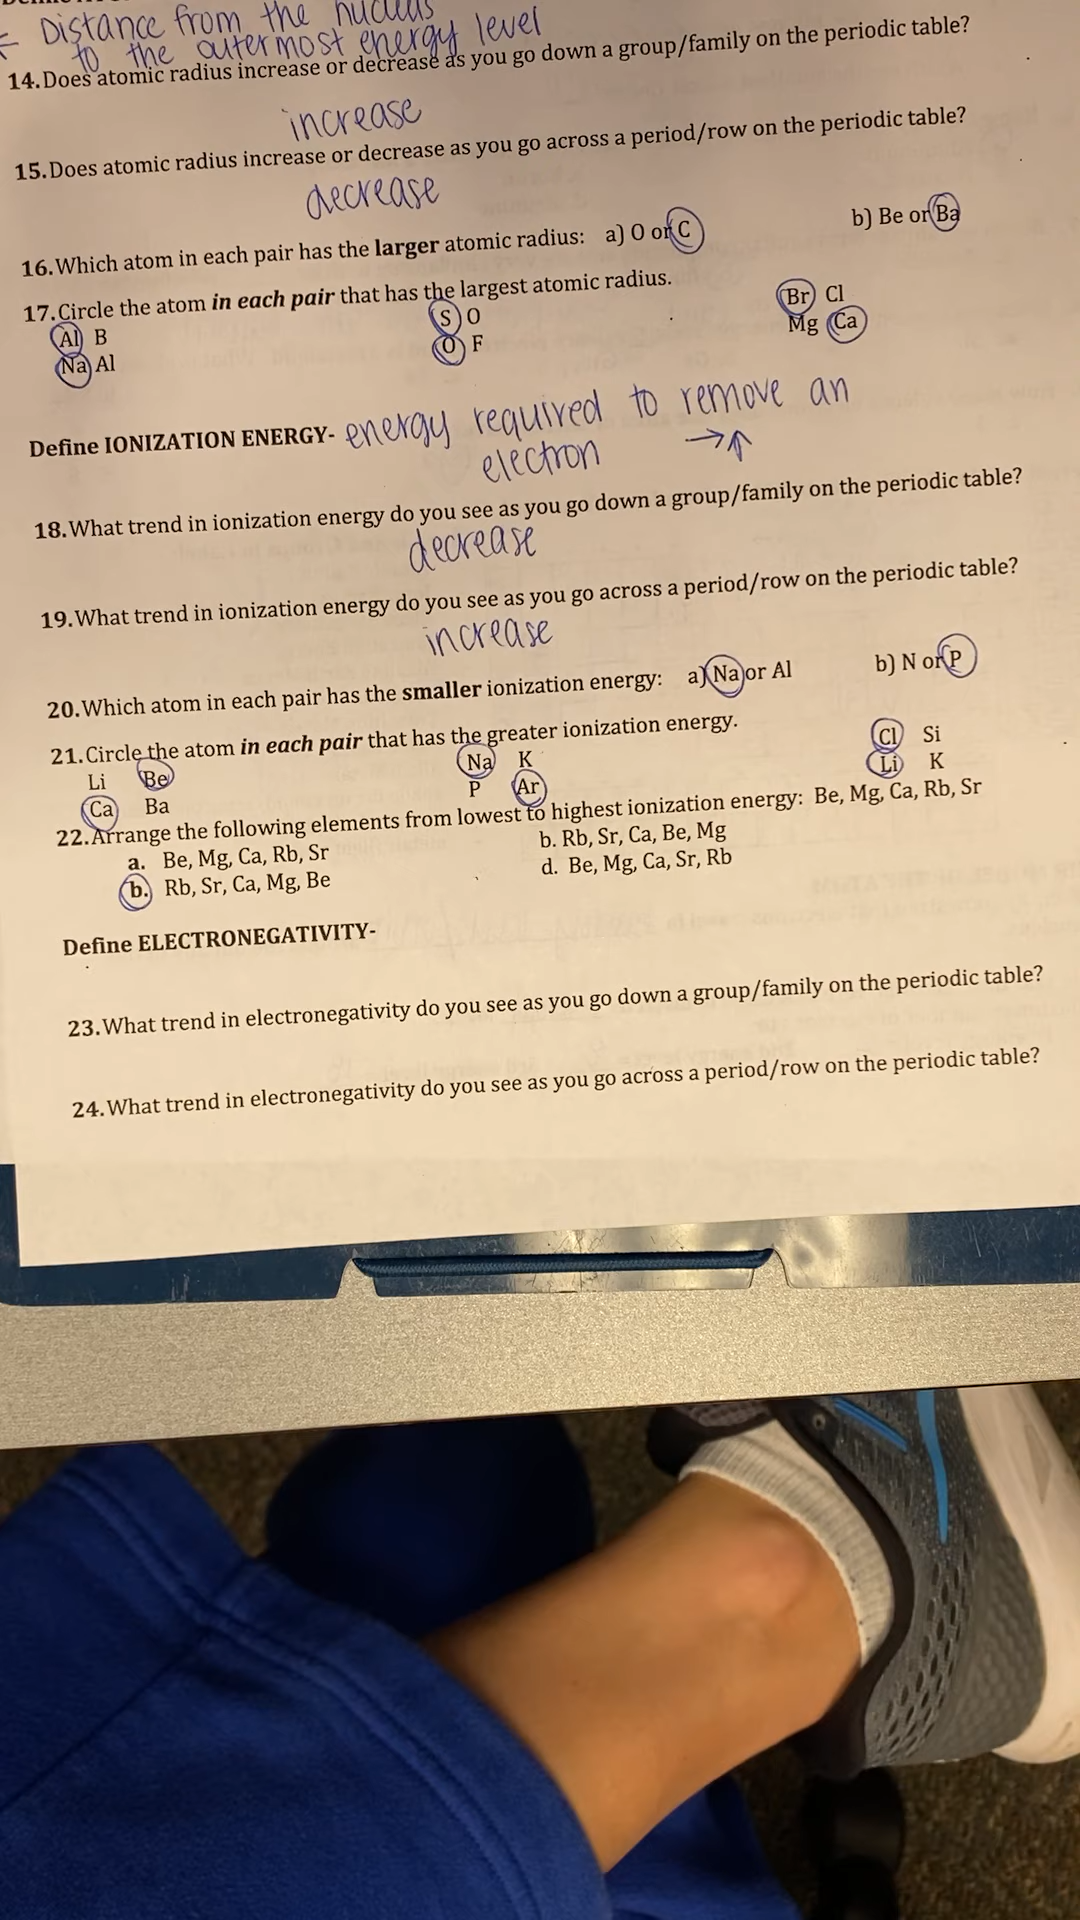 Distance from the nucleus
to the outermost energy level
14. Does atomic radius increase or decrease as you go down a group/family on the periodic table?
increase
15. Does atomic radius increase or decrease as you go across a period/row on the periodic table?
decrease
16. Which atom in each pair has the larger atomic radius: a) O or C b) Be or Ba
17. Circle the atom in each pair that has the largest atomic radius.
Al B S O Br Cl
Na Al O F Mg Ca
Define IONIZATION ENERGY- energy required to remove an
electron →↑
18. What trend in ionization energy do you see as you go down a group/family on the periodic table?
decrease
19. What trend in ionization energy do you see as you go across a period/row on the periodic table?
increase
20. Which atom in each pair has the smaller ionization energy: a) Na or Al b) N or P
21. Circle the atom in each pair that has the greater ionization energy.
Li Be Na K Cl Si
Ca Ba P Ar Li K
22. Arrange the following elements from lowest to highest ionization energy: Be, Mg, Ca, Rb, Sr
a. Be, Mg, Ca, Rb, Sr b. Rb, Sr, Ca, Be, Mg
b. Rb, Sr, Ca, Mg, Be d. Be, Mg, Ca, Sr, Rb
Define ELECTRONEGATIVITY-
23. What trend in electronegativity do you see as you go down a group/family on the periodic table?
24. What trend in electronegativity do you see as you go across a period/row on the periodic table?